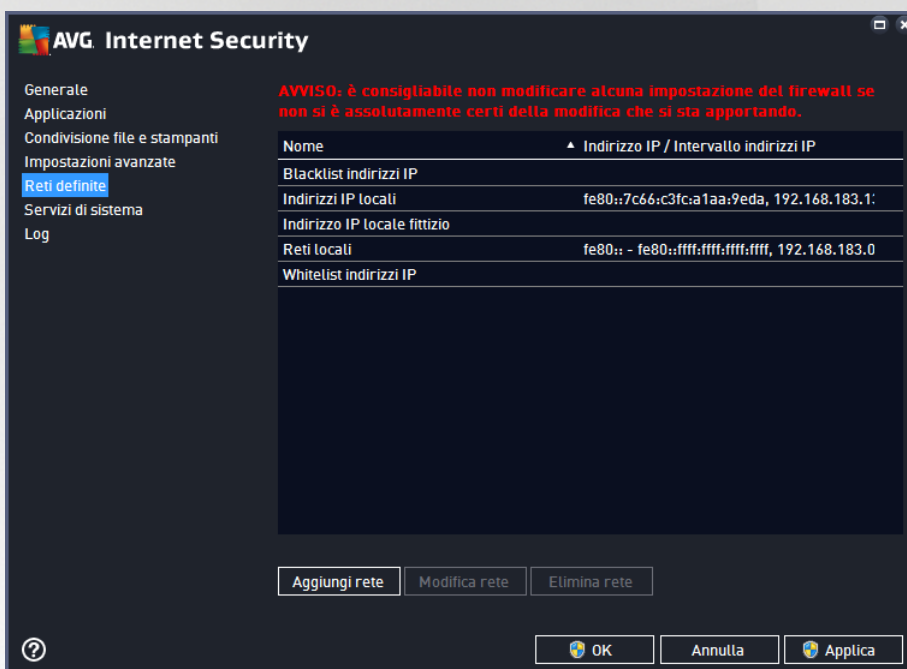 AVG Internet Security
Generale
Applicazioni
Condivisione file e stampanti
Impostazioni avanzate
Reti definite
Servizi di sistema
Log
AVVISO: è consigliabile non modificare alcuna impostazione del firewall se
non si è assolutamente certi della modifica che si sta apportando.
Nome Indirizzo IP / Intervallo indirizzi IP
Blacklist indirizzi IP
Indirizzi IP locali fe80::7c66:c3fc:a1aa:9eda, 192.168.183.1
Indirizzo IP locale fittizio
Reti locali fe80:: - fe80::ffff:ffff:ffff:ffff, 192.168.183.0
Whitelist indirizzi IP
Aggiungi rete Modifica rete Elimina rete
OK Annulla Applica